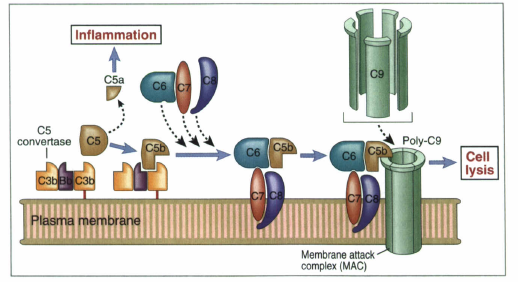 Inflammation
C5a
C6
C7
C8
C9
C5
convertase
C5
C3b
Bb
C3b
C5b
C6
C5b
C7
C8
C6
C5b
C7
C8
Poly-C9
Cell
lysis
Plasma membrane
Membrane attack
complex (MAC)